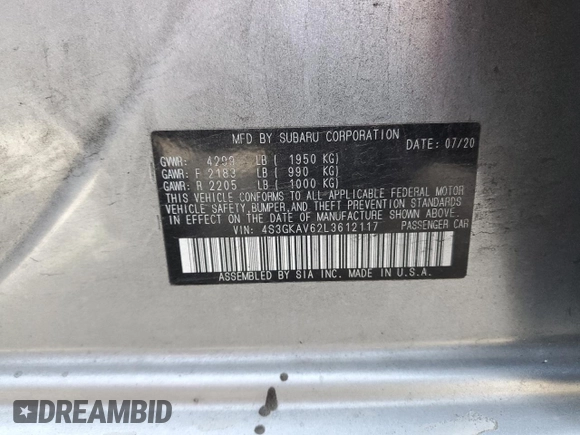 MFD BY SUBARU CORPORATION
DATE: 07/20
GVWR: 4299 LB ( 1950 KG)
GAWR: F 2183 LB ( 990 KG)
GAWR: R 2205 LB ( 1000 KG)
THIS VEHICLE CONFORMS TO ALL APPLICABLE FEDERAL MOTOR
VEHICLE SAFETY, BUMPER, AND THEFT PREVENTION STANDARDS
IN EFFECT ON THE DATE OF MANUFACTURE SHOWN ABOVE.
VIN: 4S3GKAV62L3612117 PASSENGER CAR
ASSEMBLED BY SIA INC. MADE IN U.S.A.
DREAMBID